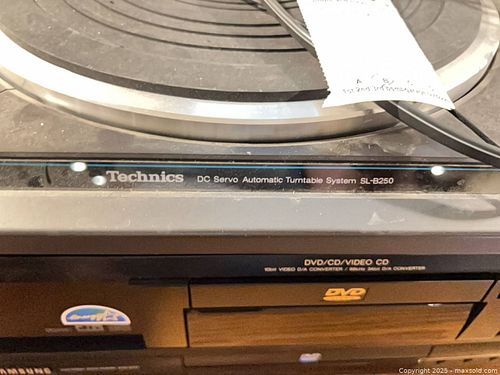 A B
Technics DC Servo Automatic Turntable System SL-B250
DVD/CD/VIDEO CD
10bit VIDEO D/A CONVERTER / 96kHz 24bit D/A CONVERTER
DVD
SAMSUNG
Copyright 2025 - maxsold.com